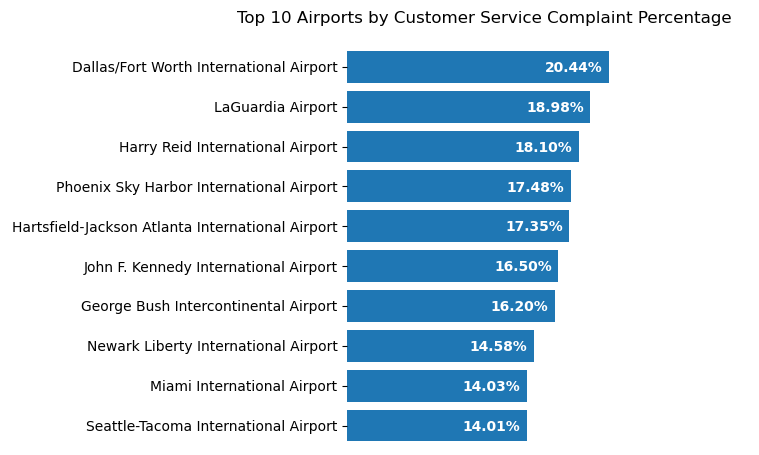 Top 10 Airports by Customer Service Complaint Percentage
Dallas/Fort Worth International Airport 20.44%
LaGuardia Airport 18.98%
Harry Reid International Airport 18.10%
Phoenix Sky Harbor International Airport 17.48%
Hartsfield-Jackson Atlanta International Airport 17.35%
John F. Kennedy International Airport 16.50%
George Bush Intercontinental Airport 16.20%
Newark Liberty International Airport 14.58%
Miami International Airport 14.03%
Seattle-Tacoma International Airport 14.01%